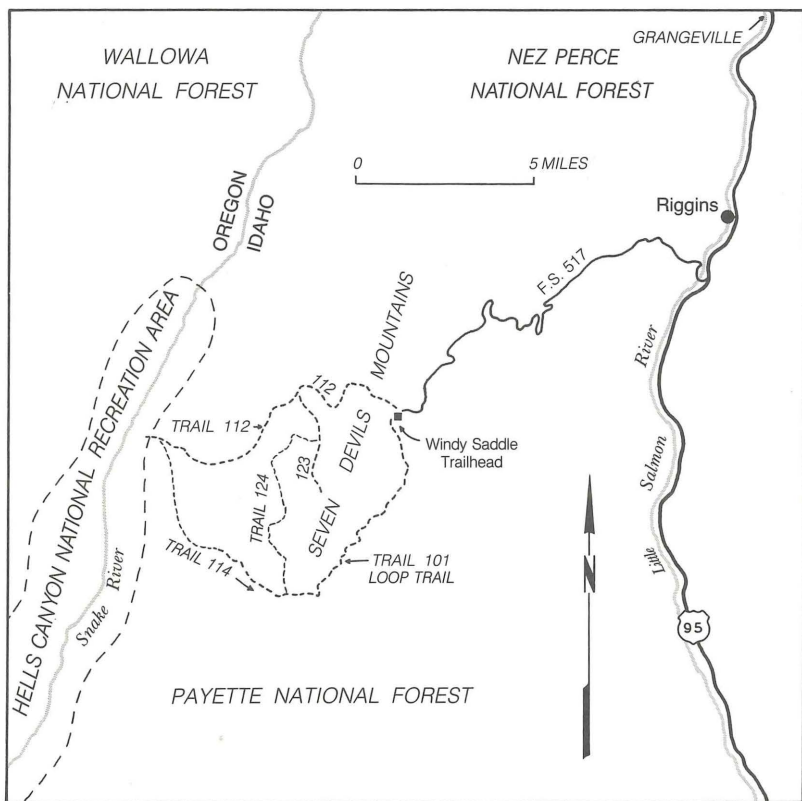 WALLOWA
NATIONAL FOREST
NEZ PERCE
NATIONAL FOREST
GRANGEVILLE
0 5 MILES
OREGON
IDAHO
Riggins
F.S. 517
HELLS CANYON NATIONAL RECREATION AREA
Snake River
SEVEN DEVILS MOUNTAINS
112
TRAIL 112
Windy Saddle
Trailhead
123
TRAIL 124
TRAIL 114
TRAIL 101
LOOP TRAIL
Little Salmon River
N
95
PAYETTE NATIONAL FOREST